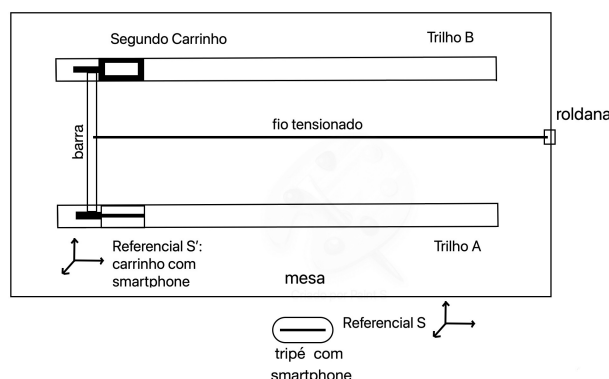 Segundo Carrinho
Trilho B
roldana
fio tensionado
barra
Referencial S':
carrinho com
smartphone
Trilho A
mesa
Referencial S
tripé com
smartphone